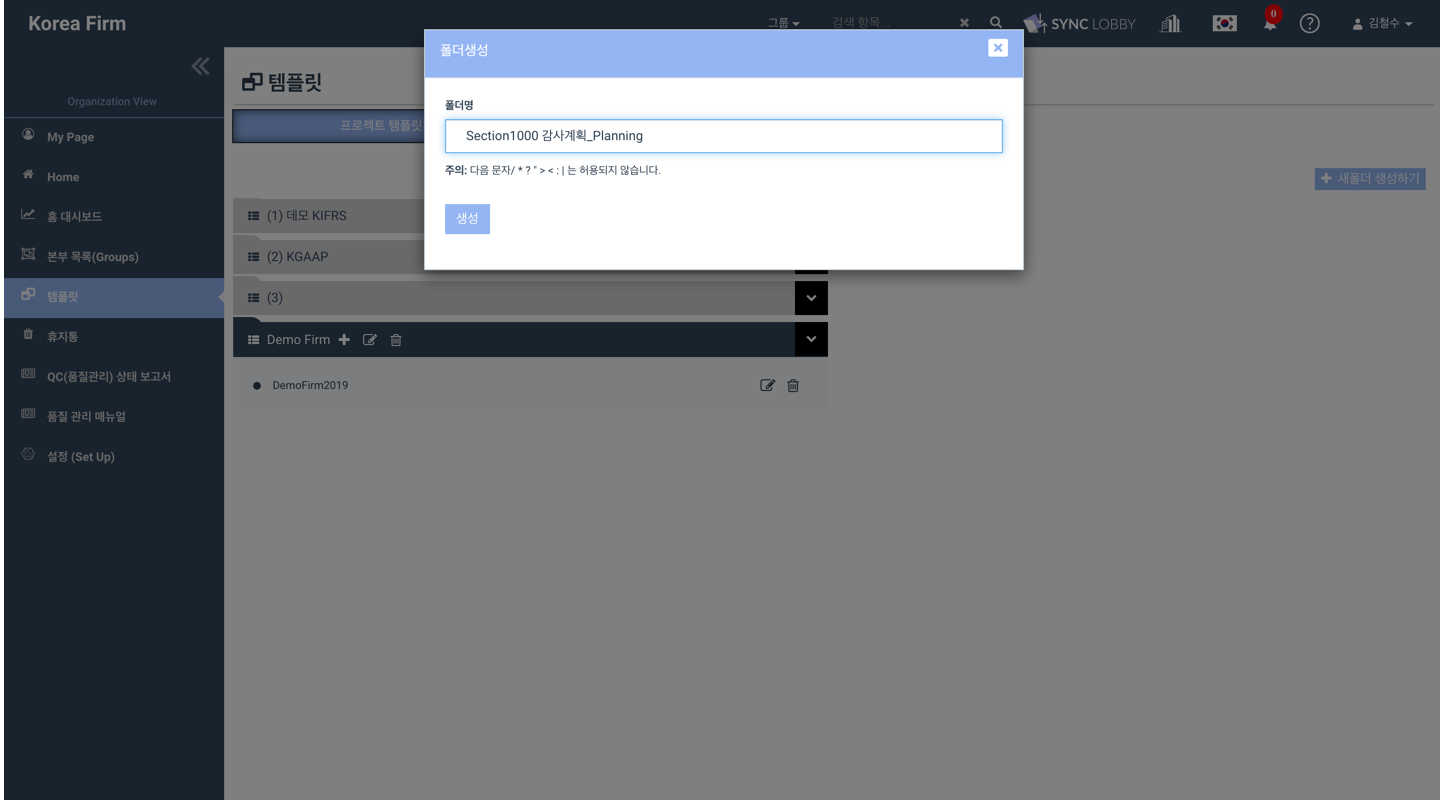 Korea Firm
그룹
검색 항목...
SYNC LOBBY
0
김철수
Organization View
My Page
Home
홈 대시보드
본부 목록(Groups)
템플릿
휴지통
QC(품질관리) 상태 보고서
품질 관리 매뉴얼
설정 (Set Up)
템플릿
프로젝트 템플릿
새폴더 생성하기
(1) 데모 KIFRS
(2) KGAAP
(3)
Demo Firm
DemoFirm2019
폴더생성
폴더명
Section1000 감사계획_Planning
주의: 다음 문자/ * ? " > < : | 는 허용되지 않습니다.
생성